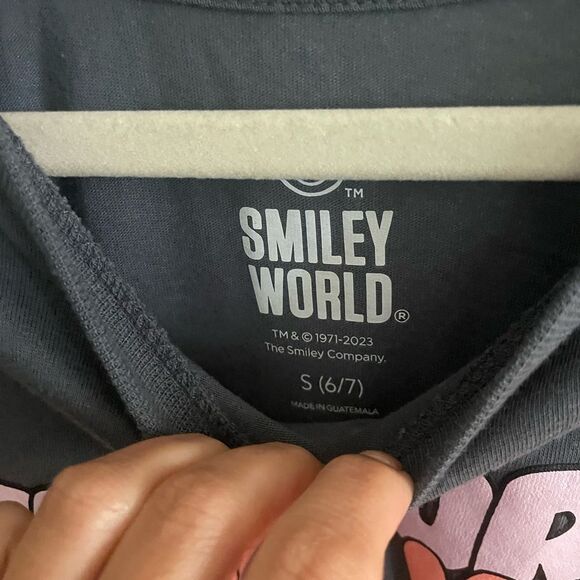 TM
SMILEY
WORLD®
TM & © 1971-2023
The Smiley Company.
S (6/7)
MADE IN GUATEMALA